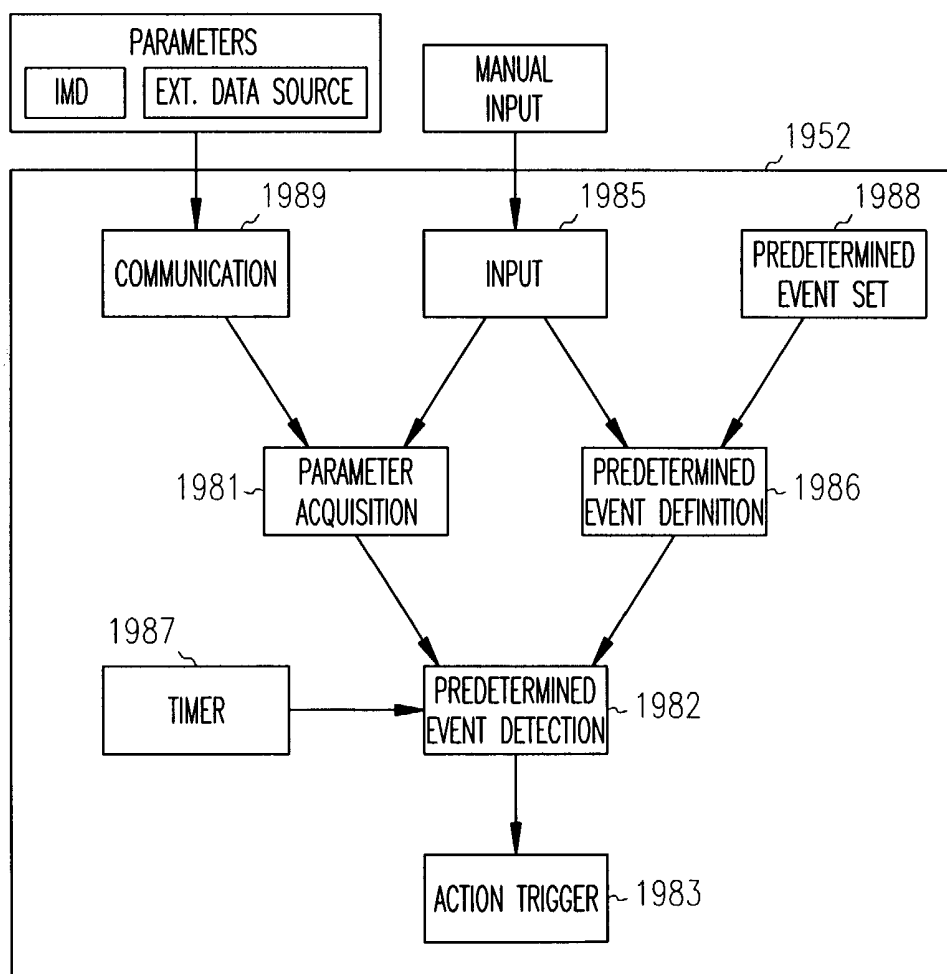 PARAMETERS
IMD
EXT. DATA SOURCE
MANUAL
INPUT
1952
1989
1985
1988
COMMUNICATION
INPUT
PREDETERMINED
EVENT SET
1981
PARAMETER
ACQUISITION
PREDETERMINED
EVENT DEFINITION
1986
1987
TIMER
PREDETERMINED
EVENT DETECTION
1982
ACTION TRIGGER
1983